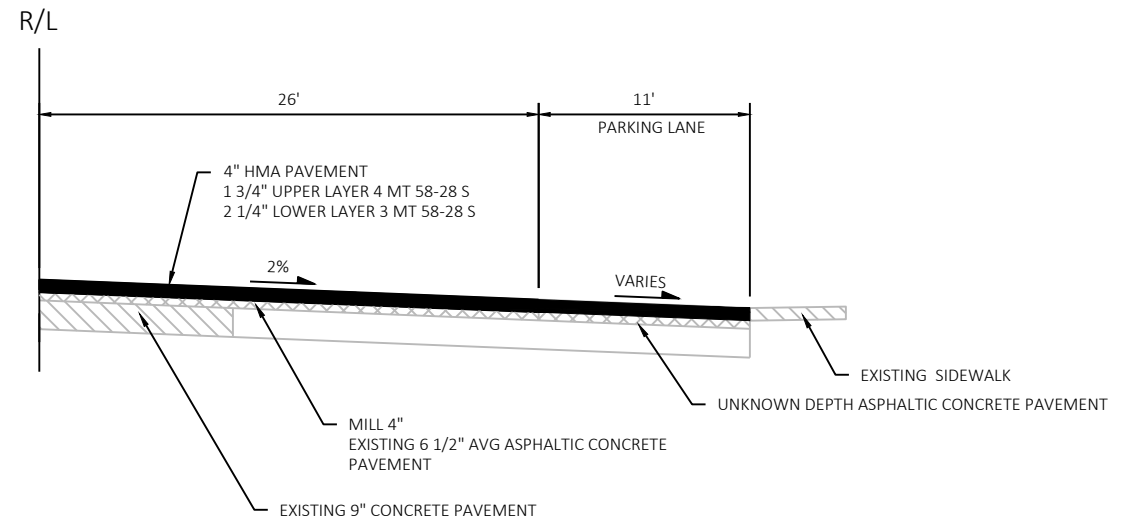 R/L
26'
11'
PARKING LANE
4" HMA PAVEMENT
1 3/4" UPPER LAYER 4 MT 58-28 S
2 1/4" LOWER LAYER 3 MT 58-28 S
2%
VARIES
EXISTING SIDEWALK
UNKNOWN DEPTH ASPHALTIC CONCRETE PAVEMENT
MILL 4"
EXISTING 6 1/2" AVG ASPHALTIC CONCRETE
PAVEMENT
EXISTING 9" CONCRETE PAVEMENT